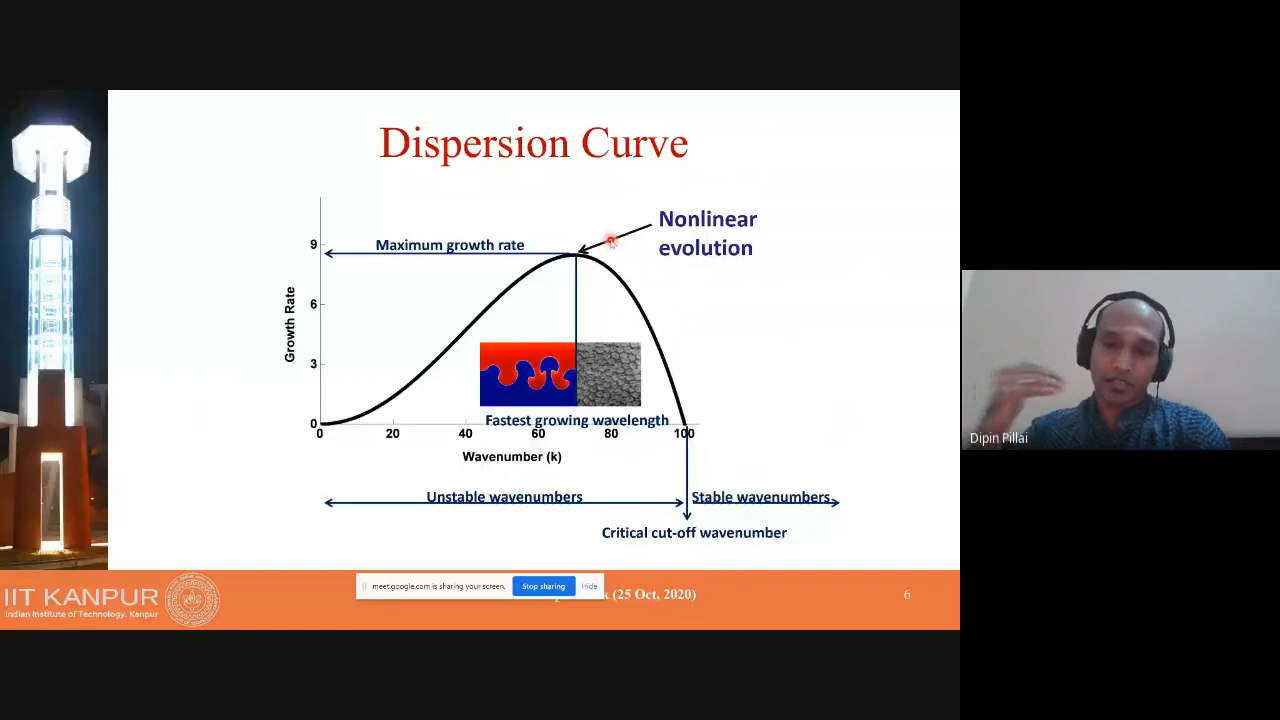 Dispersion Curve
Nonlinear
evolution
Maximum growth rate
9
6
3
0
Growth Rate
Fastest growing wavelength
0 20 40 60 80 100
Wavenumber (k)
Unstable wavenumbers
Stable wavenumbers
Critical cut-off wavenumber
Dipin Pillai
IIT KANPUR
Indian Institute of Technology, Kanpur
meet.google.com is sharing your screen.
Stop sharing
Hide
(25 Oct, 2020)
6